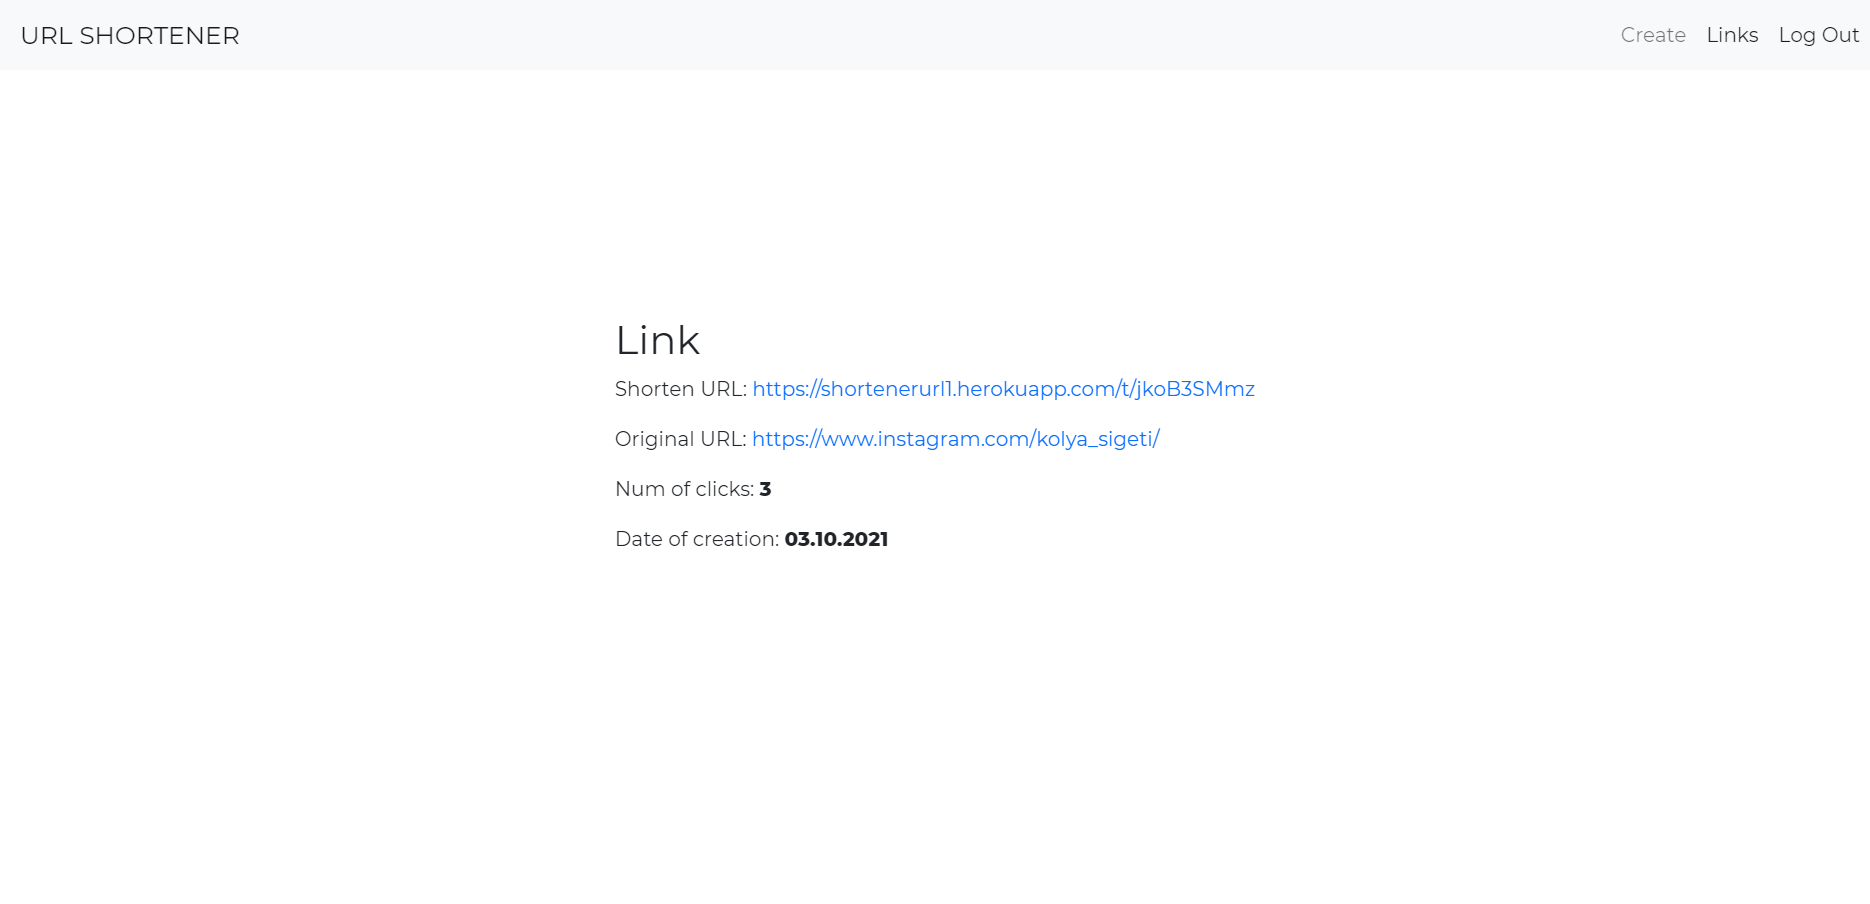 URL SHORTENER
Create Links Log Out
Link
Shorten URL: https://shortenerurl1.herokuapp.com/t/jkoB3SMmz
Original URL: https://www.instagram.com/kolya_sigeti/
Num of clicks: 3
Date of creation: 03.10.2021